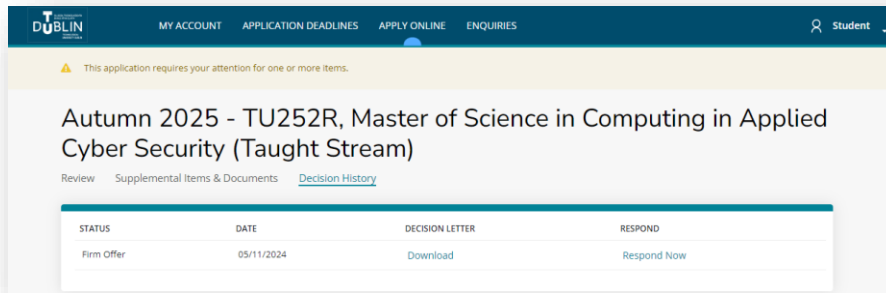 TU DUBLIN
MY ACCOUNT APPLICATION DEADLINES APPLY ONLINE ENQUIRIES Student
This application requires your attention for one or more items.
Autumn 2025 - TU252R, Master of Science in Computing in Applied
Cyber Security (Taught Stream)
Review Supplemental Items & Documents Decision History
STATUS DATE DECISION LETTER RESPOND
Firm Offer 05/11/2024 Download Respond Now